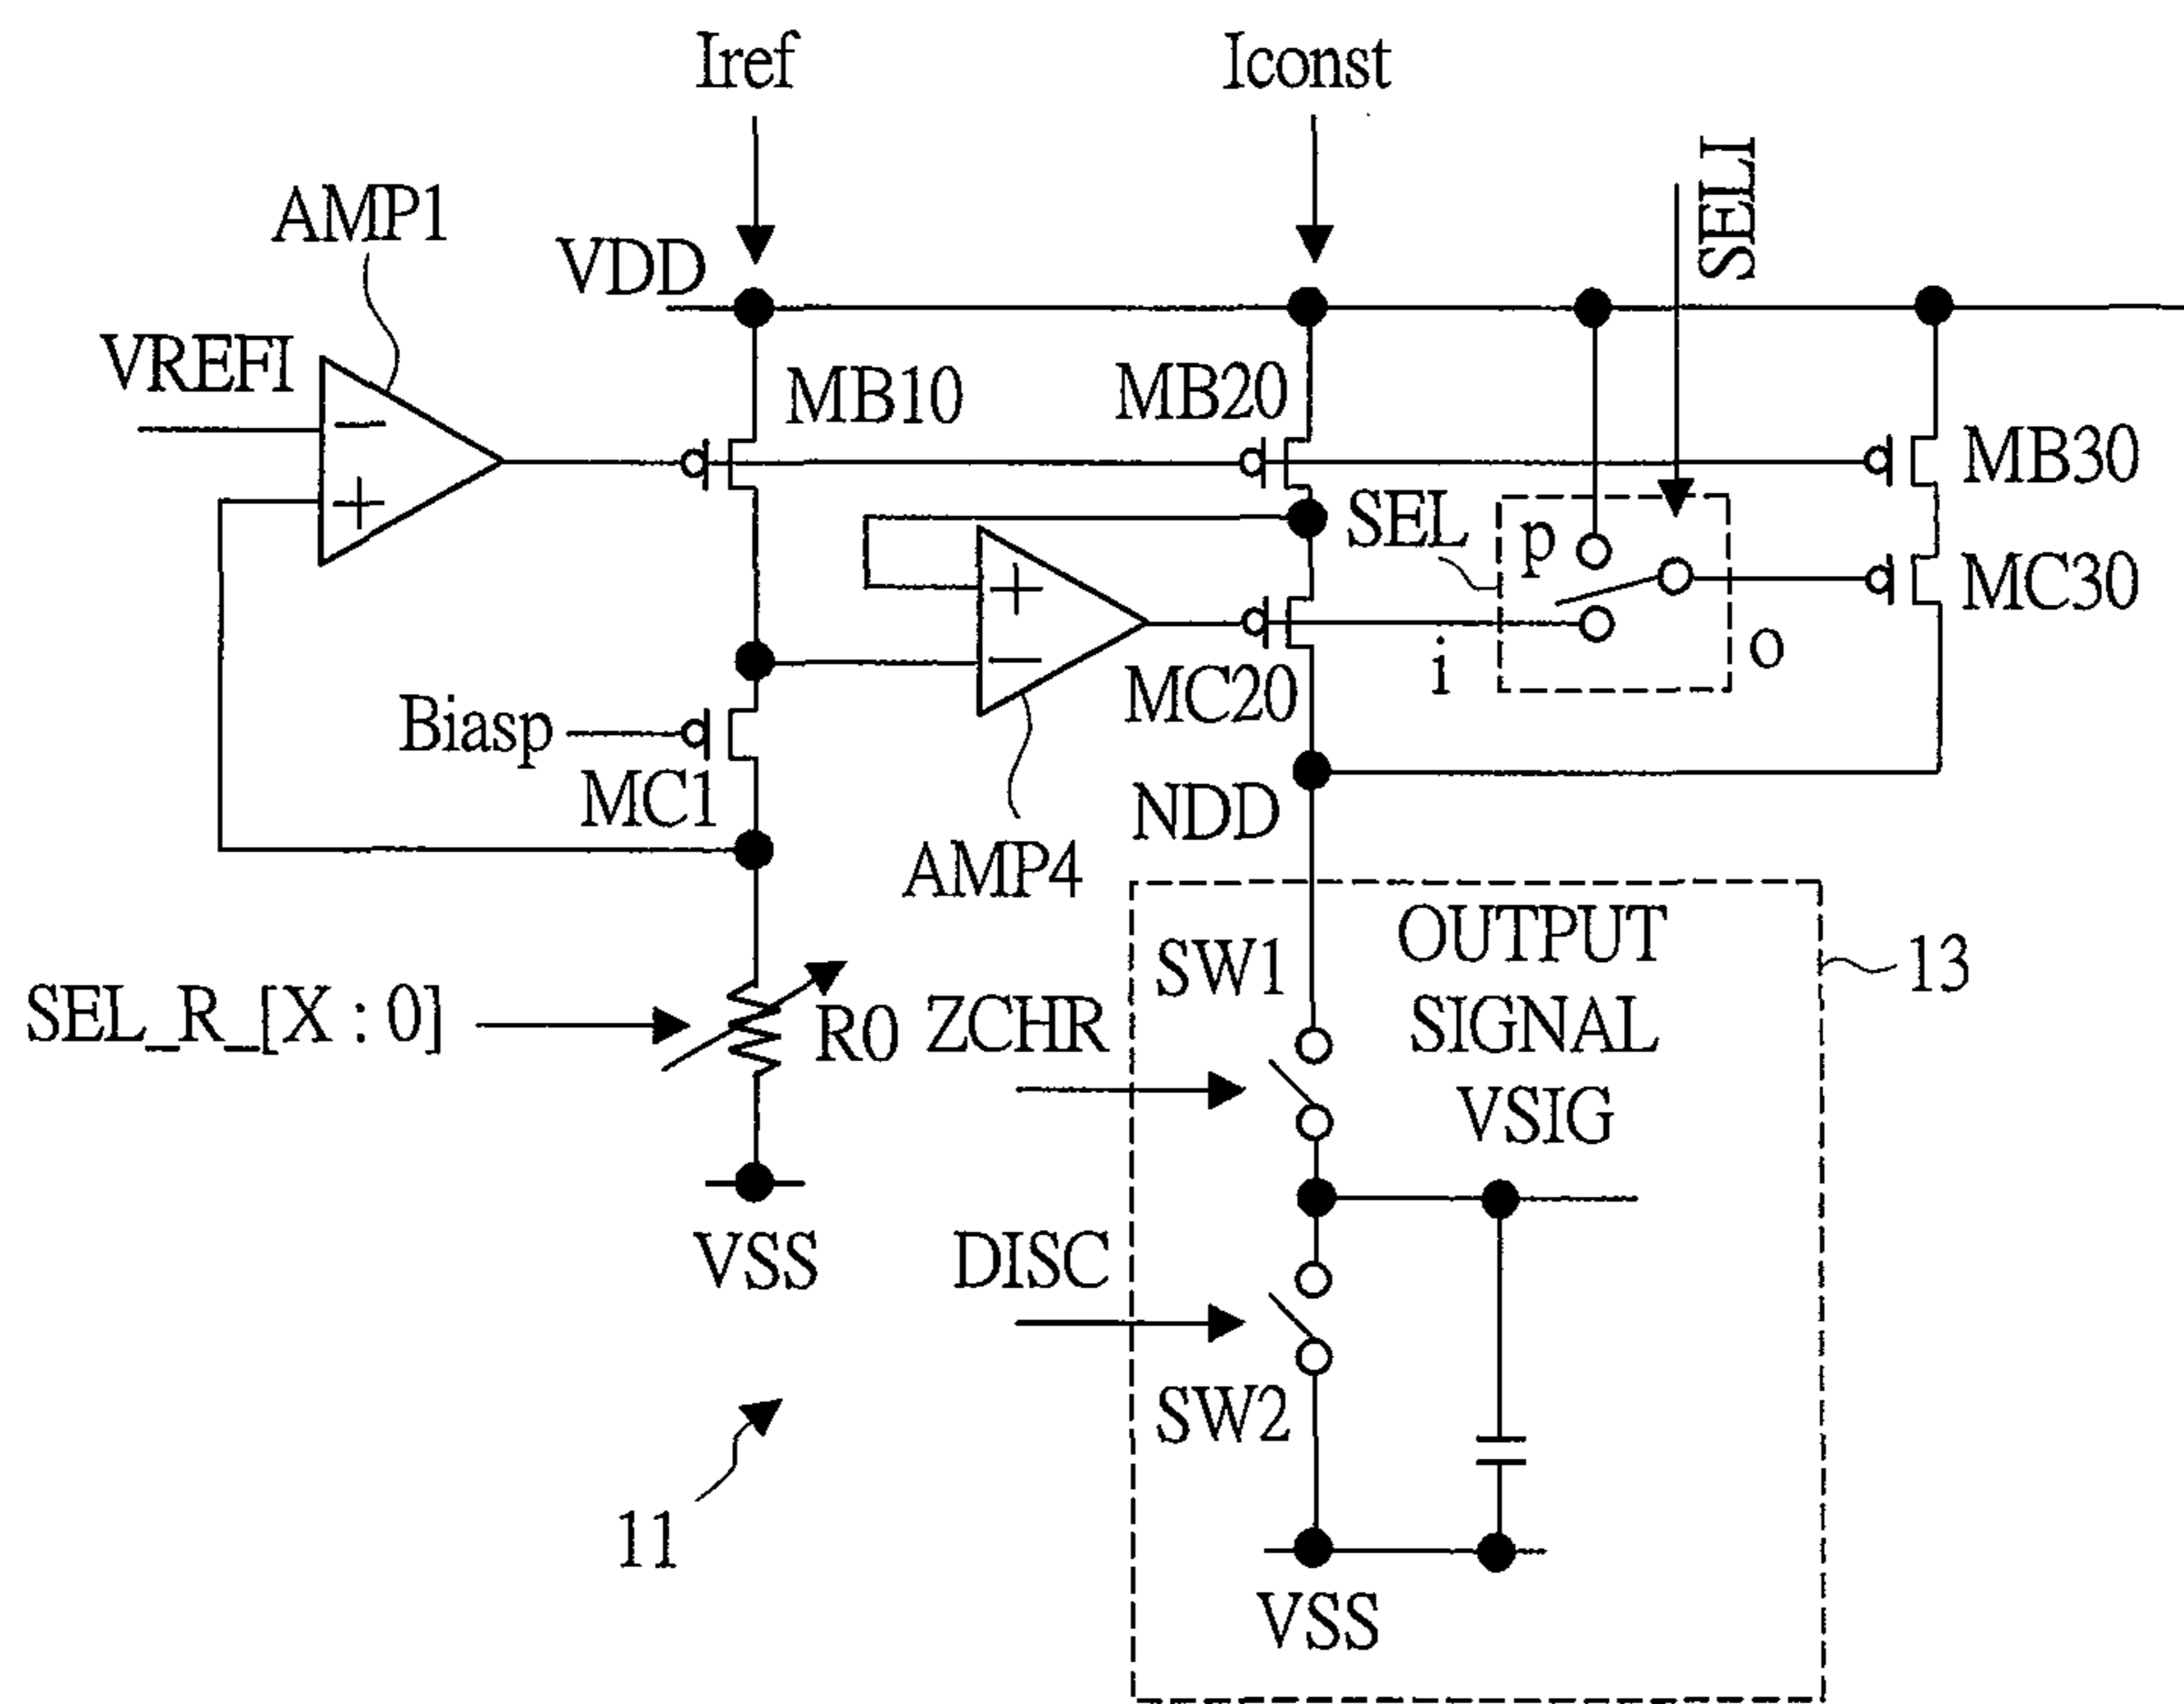 Iref
Iconst
SELI
AMP1
VDD
VREFI
MB10
MB20
MB30
−
+
SEL
p
MC30
+
−
i
o
Biasp
MC20
MC1
NDD
AMP4
OUTPUT
SIGNAL
VSIG
SW1
13
SEL_R_[X : 0]
R0
ZCHR
VSS
DISC
SW2
11
VSS